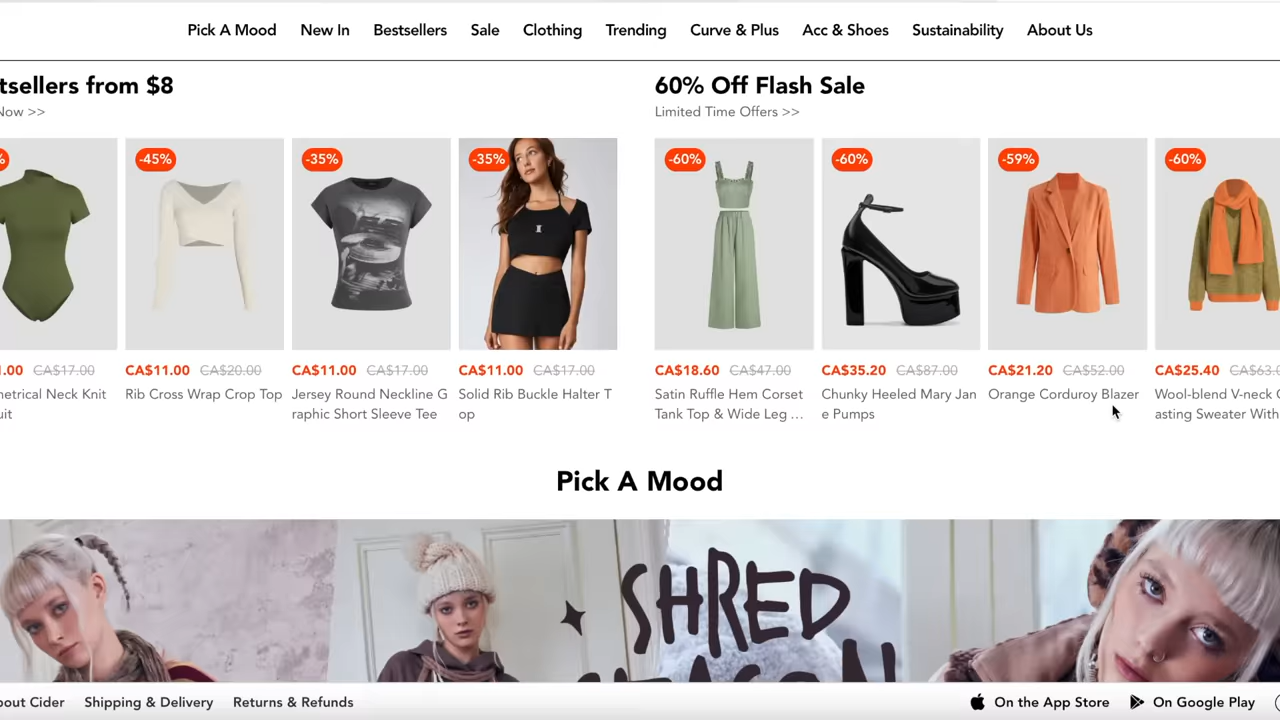 Pick A Mood New In Bestsellers Sale Clothing Trending Curve & Plus Acc & Shoes Sustainability About Us
tsellers from $8
Now >>
60% Off Flash Sale
Limited Time Offers >>
%
-45%
-35%
-35%
-60%
-60%
-59%
-60%
.00 CA$17.00
netrical Neck Knit
uit
CA$11.00 CA$20.00
Rib Cross Wrap Crop Top
CA$11.00 CA$17.00
Jersey Round Neckline G
raphic Short Sleeve Tee
CA$11.00 CA$17.00
Solid Rib Buckle Halter T
op
CA$18.60 CA$47.00
Satin Ruffle Hem Corset
Tank Top & Wide Leg ...
CA$35.20 CA$87.00
Chunky Heeled Mary Jan
e Pumps
CA$21.20 CA$52.00
Orange Corduroy Blazer
CA$25.40 CA$63.0
Wool-blend V-neck C
asting Sweater With
Pick A Mood
SHRED
SEASON
out Cider Shipping & Delivery Returns & Refunds On the App Store On Google Play